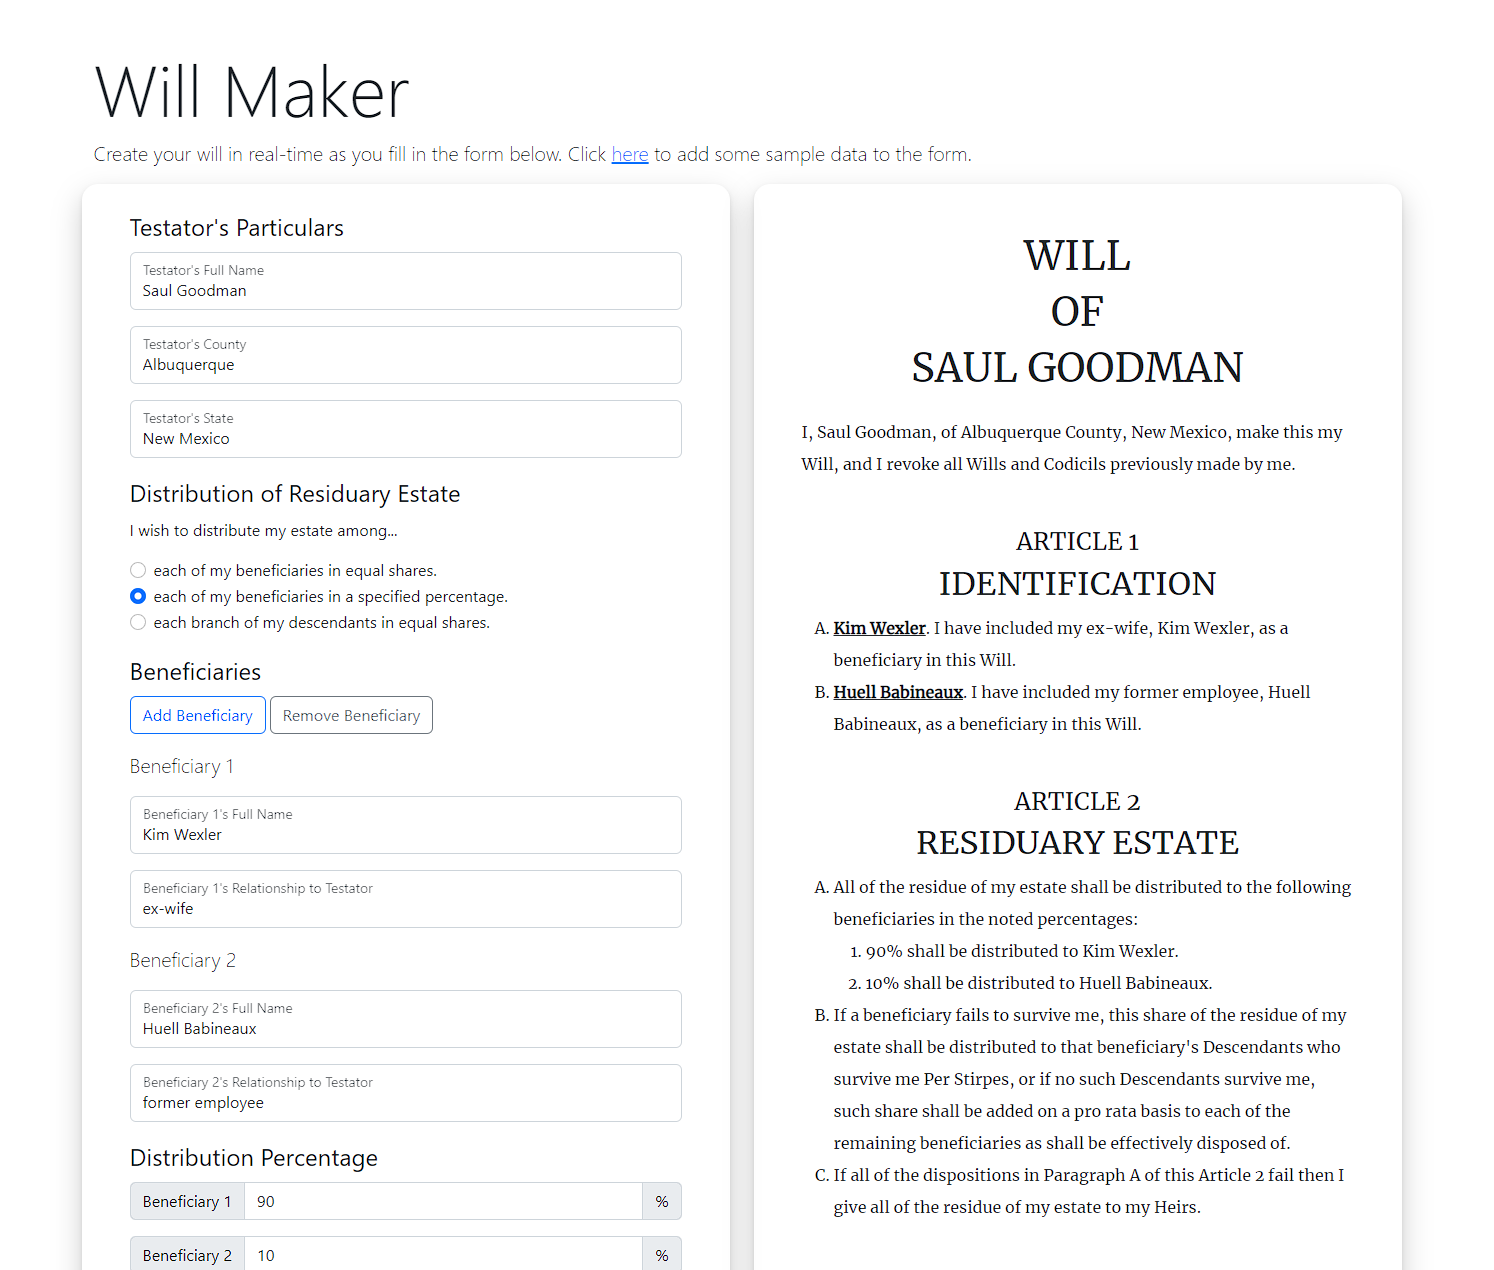 Will Maker
Create your will in real-time as you fill in the form below. Click here to add some sample data to the form.
Testator's Particulars
Testator's Full Name
Saul Goodman
Testator's County
Albuquerque
Testator's State
New Mexico
Distribution of Residuary Estate
I wish to distribute my estate among...
each of my beneficiaries in equal shares.
each of my beneficiaries in a specified percentage.
each branch of my descendants in equal shares.
Beneficiaries
Add Beneficiary Remove Beneficiary
Beneficiary 1
Beneficiary 1's Full Name
Kim Wexler
Beneficiary 1's Relationship to Testator
ex-wife
Beneficiary 2
Beneficiary 2's Full Name
Huell Babineaux
Beneficiary 2's Relationship to Testator
former employee
Distribution Percentage
Beneficiary 1 90 %
Beneficiary 2 10 %
WILL
OF
SAUL GOODMAN
I, Saul Goodman, of Albuquerque County, New Mexico, make this my
Will, and I revoke all Wills and Codicils previously made by me.
ARTICLE 1
IDENTIFICATION
A. Kim Wexler. I have included my ex-wife, Kim Wexler, as a
beneficiary in this Will.
B. Huell Babineaux. I have included my former employee, Huell
Babineaux, as a beneficiary in this Will.
ARTICLE 2
RESIDUARY ESTATE
A. All of the residue of my estate shall be distributed to the following
beneficiaries in the noted percentages:
1. 90% shall be distributed to Kim Wexler.
2. 10% shall be distributed to Huell Babineaux.
B. If a beneficiary fails to survive me, this share of the residue of my
estate shall be distributed to that beneficiary's Descendants who
survive me Per Stirpes, or if no such Descendants survive me,
such share shall be added on a pro rata basis to each of the
remaining beneficiaries as shall be effectively disposed of.
C. If all of the dispositions in Paragraph A of this Article 2 fail then I
give all of the residue of my estate to my Heirs.